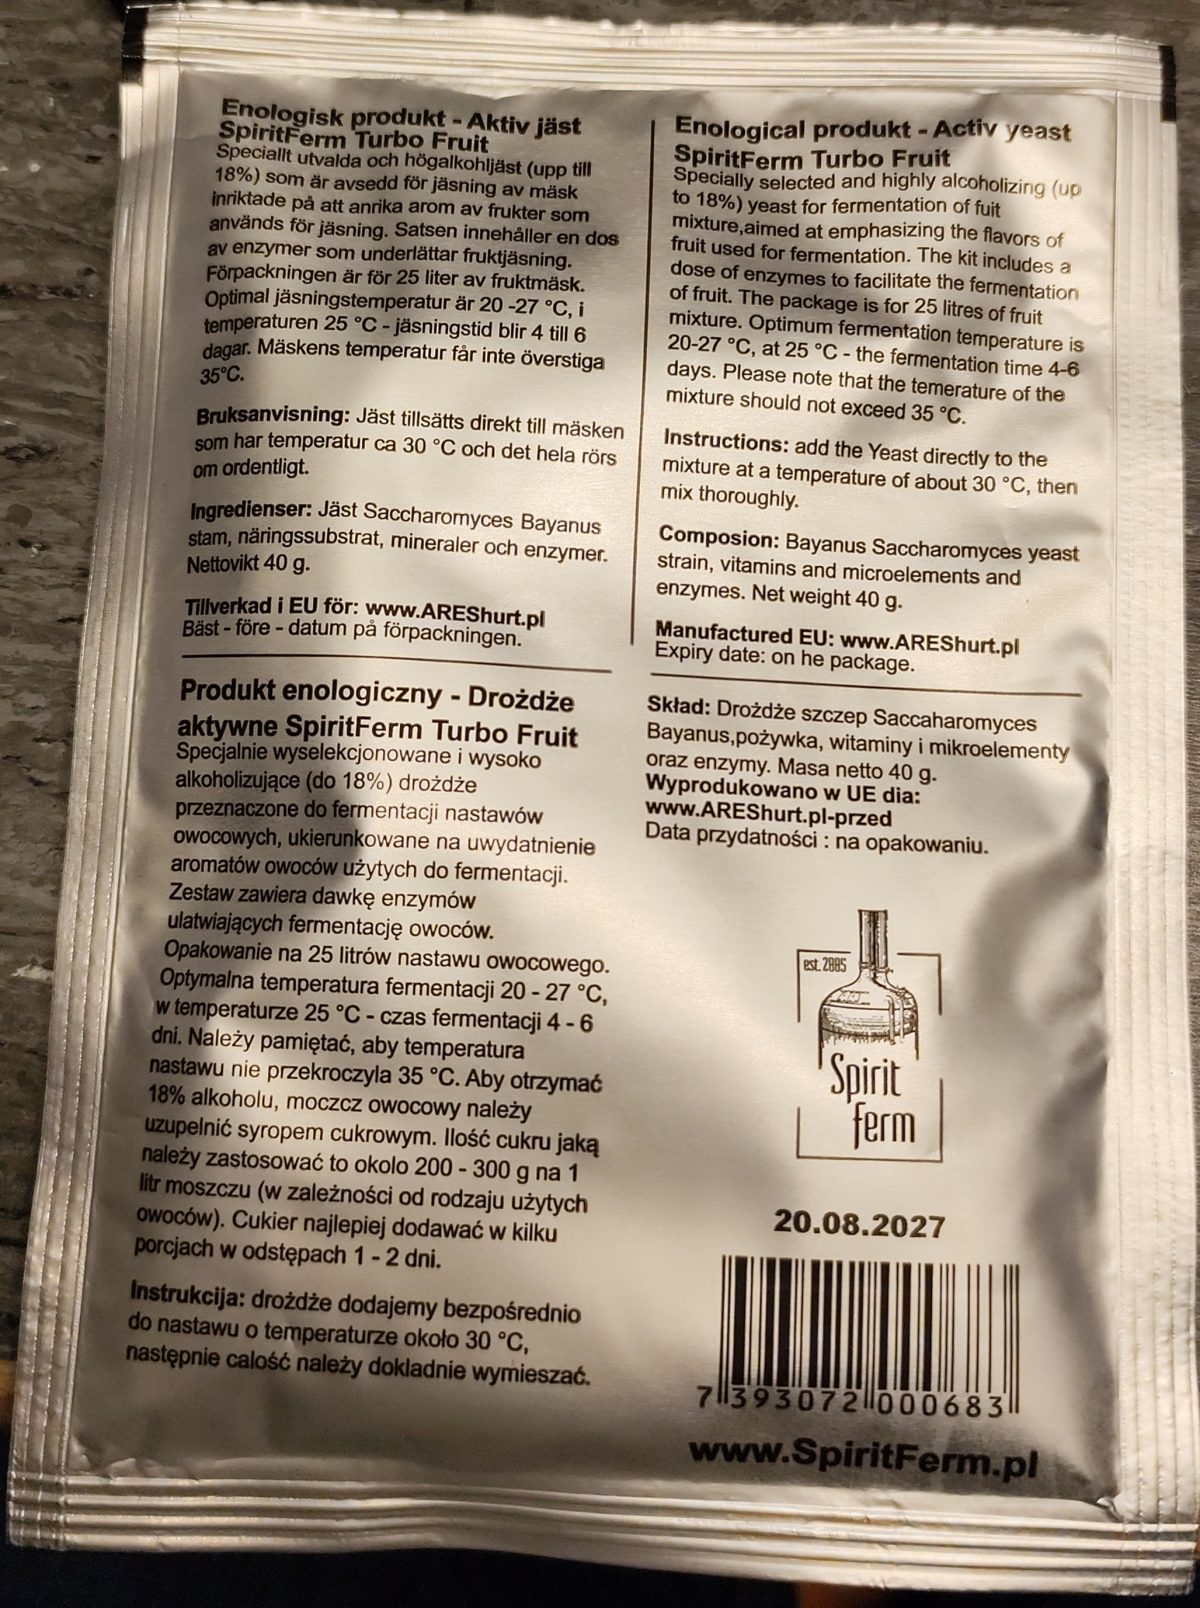 Enologisk produkt - Aktiv jäst
SpiritFerm Turbo Fruit
Speciallt utvalda och högalkohljäst (upp till
18%) som är avsedd för jäsning av mäsk
inriktade på att anrika arom av frukter som
används för jäsning. Satsen innehåller en dos
av enzymer som underlättar fruktjäsning.
Förpackningen är för 25 liter av fruktmäsk.
Optimal jäsningstemperatur är 20 -27 °C, i
temperaturen 25 °C - jäsningstid blir 4 till 6
dagar. Mäskens temperatur får inte överstiga
35°C.
Bruksanvisning: Jäst tillsätts direkt till mäsken
som har temperatur ca 30 °C och det hela rörs
om ordentligt.
Ingredienser: Jäst Saccharomyces Bayanus
stam, näringssubstrat, mineraler och enzymer.
Nettovikt 40 g.
Tillverkad i EU för: www.AREShurt.pl
Bäst - före - datum på förpackningen.
Enological produkt - Activ yeast
SpiritFerm Turbo Fruit
Specially selected and highly alcoholizing (up
to 18%) yeast for fermentation of fuit
mixture,aimed at emphasizing the flavors of
fruit used for fermentation. The kit includes a
dose of enzymes to facilitate the fermentation
of fruit. The package is for 25 litres of fruit
mixture. Optimum fermentation temperature is
20-27 °C, at 25 °C - the fermentation time 4-6
days. Please note that the temerature of the
mixture should not exceed 35 °C.
Instructions: add the Yeast directly to the
mixture at a temperature of about 30 °C, then
mix thoroughly.
Composion: Bayanus Saccharomyces yeast
strain, vitamins and microelements and
enzymes. Net weight 40 g.
Manufactured EU: www.AREShurt.pl
Expiry date: on he package.
Produkt enologiczny - Drożdże
aktywne SpiritFerm Turbo Fruit
Specjalnie wyselekcjonowane i wysoko
alkoholizujące (do 18%) drożdże
przeznaczone do fermentacji nastawów
owocowych, ukierunkowane na uwydatnienie
aromatów owoców użytych do fermentacji.
Zestaw zawiera dawkę enzymów
ulatwiających fermentację owoców.
Opakowanie na 25 litrów nastawu owocowego.
Optymalna temperatura fermentacji 20 - 27 °C,
w temperaturze 25 °C - czas fermentacji 4 - 6
dni. Należy pamiętać, aby temperatura
nastawu nie przekroczyla 35 °C. Aby otrzymać
18% alkoholu, moczcz owocowy należy
uzupelnić syropem cukrowym. Ilość cukru jaką
należy zastosować to okolo 200 - 300 g na 1
litr moszczu (w zależności od rodzaju użytych
owoców). Cukier najlepiej dodawać w kilku
porcjach w odstępach 1 - 2 dni.
Instrukcija: drożdże dodajemy bezpośrednio
do nastawu o temperaturze około 30 °C,
następnie calość należy dokladnie wymieszać.
Skład: Drożdże szczep Saccaharomyces
Bayanus,pożywka, witaminy i mikroelementy
oraz enzymy. Masa netto 40 g.
Wyprodukowano w UE dia:
www.AREShurt.pl-przed
Data przydatności : na opakowaniu.
est. 2005
Spirit
ferm
20.08.2027
7 393072 000683
www.SpiritFerm.pl